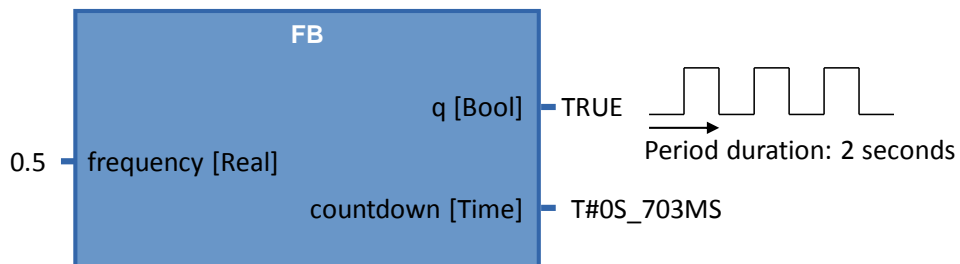 FB
q [Bool] TRUE
Period duration: 2 seconds
0.5 frequency [Real]
countdown [Time] T#0S_703MS